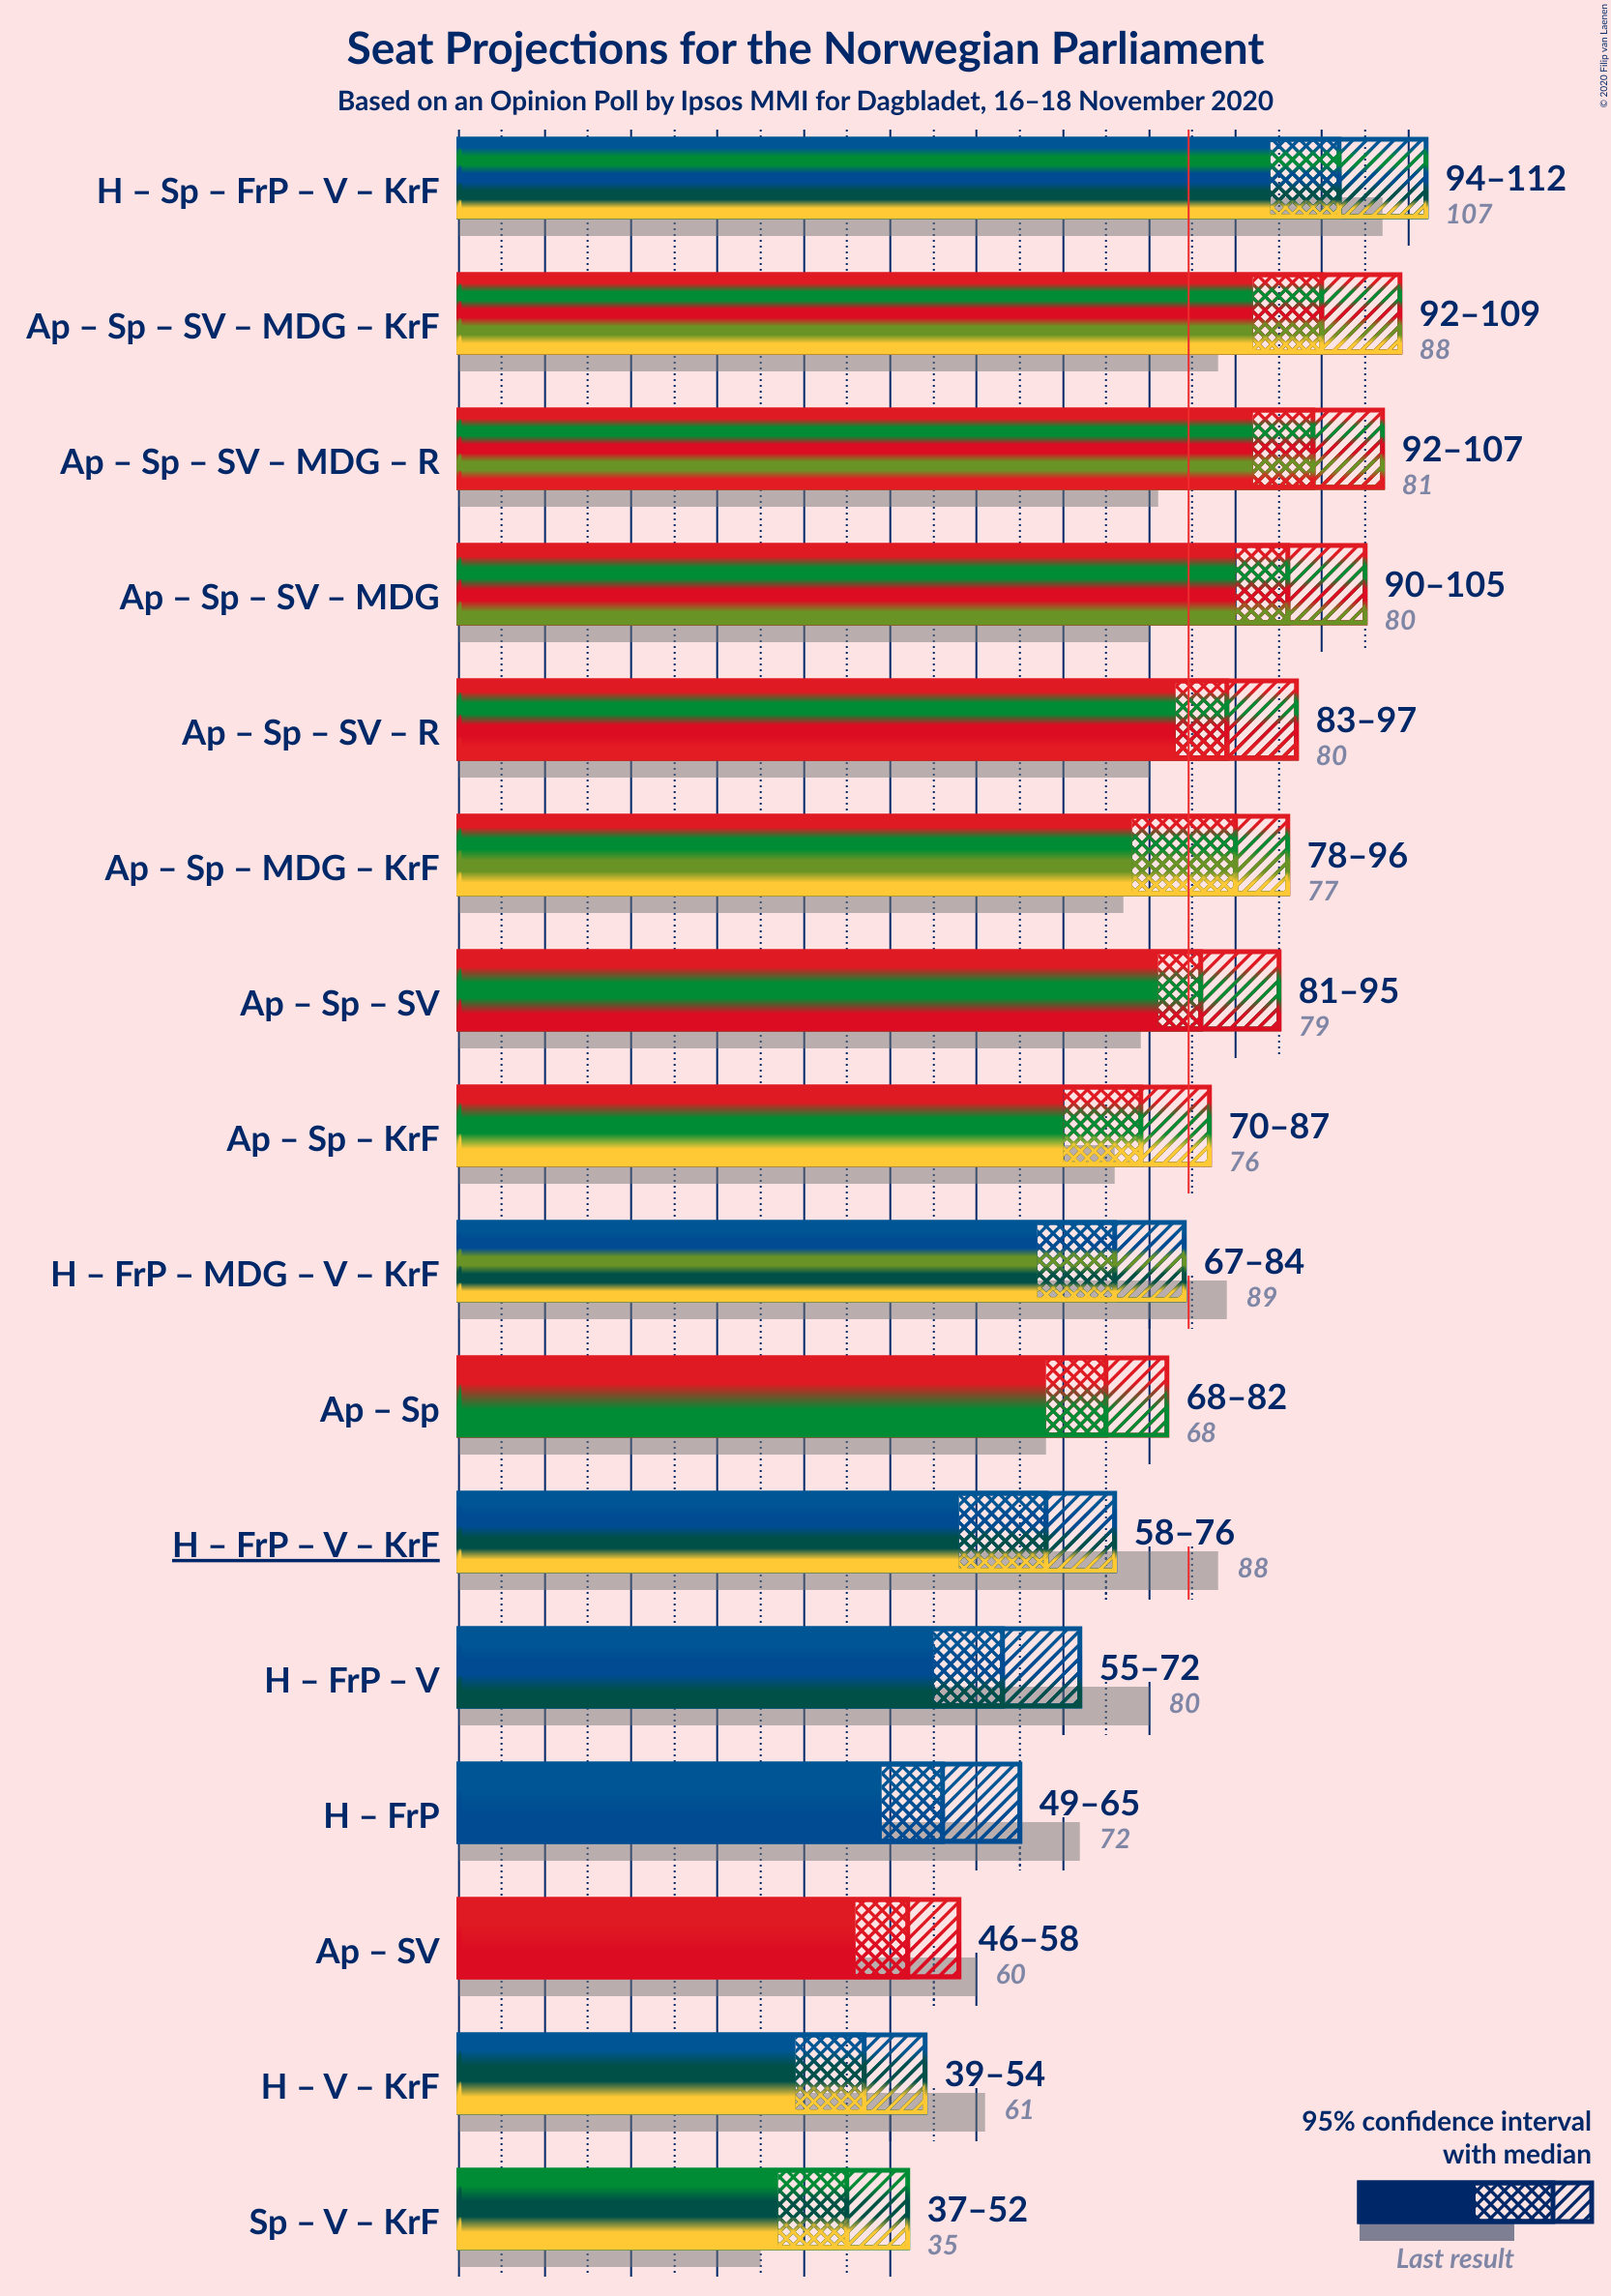 © 2020 Filip van Laenen
Seat Projections for the Norwegian Parliament
Based on an Opinion Poll by Ipsos MMI for Dagbladet, 16–18 November 2020
H – Sp – FrP – V – KrF
94–112
107
Ap – Sp – SV – MDG – KrF
92–109
88
Ap – Sp – SV – MDG – R
92–107
81
Ap – Sp – SV – MDG
90–105
80
Ap – Sp – SV – R
83–97
80
Ap – Sp – MDG – KrF
78–96
77
Ap – Sp – SV
81–95
79
Ap – Sp – KrF
70–87
76
H – FrP – MDG – V – KrF
67–84
89
Ap – Sp
68–82
68
H – FrP – V – KrF
58–76
88
H – FrP – V
55–72
80
H – FrP
49–65
72
Ap – SV
46–58
60
H – V – KrF
39–54
61
Sp – V – KrF
37–52
35
95% confidence interval
with median
Last result